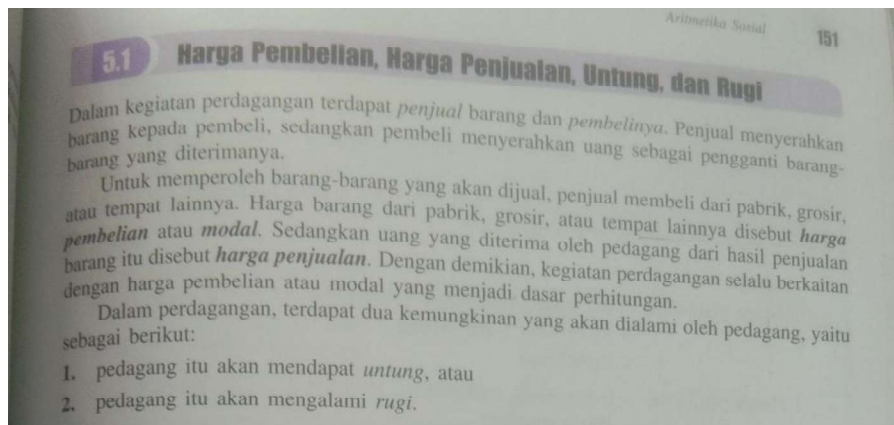 Aritmetika Sosial 151
5.1 Harga Pembelian, Harga Penjualan, Untung, dan Rugi
Dalam kegiatan perdagangan terdapat penjual barang dan pembelinya. Penjual menyerahkan
barang kepada pembeli, sedangkan pembeli menyerahkan uang sebagai pengganti barang-
barang yang diterimanya.
Untuk memperoleh barang-barang yang akan dijual, penjual membeli dari pabrik, grosir,
atau tempat lainnya. Harga barang dari pabrik, grosir, atau tempat lainnya disebut harga
pembelian atau modal. Sedangkan uang yang diterima oleh pedagang dari hasil penjualan
barang itu disebut harga penjualan. Dengan demikian, kegiatan perdagangan selalu berkaitan
dengan harga pembelian atau modal yang menjadi dasar perhitungan.
Dalam perdagangan, terdapat dua kemungkinan yang akan dialami oleh pedagang, yaitu
sebagai berikut:
1. pedagang itu akan mendapat untung, atau
2. pedagang itu akan mengalami rugi.